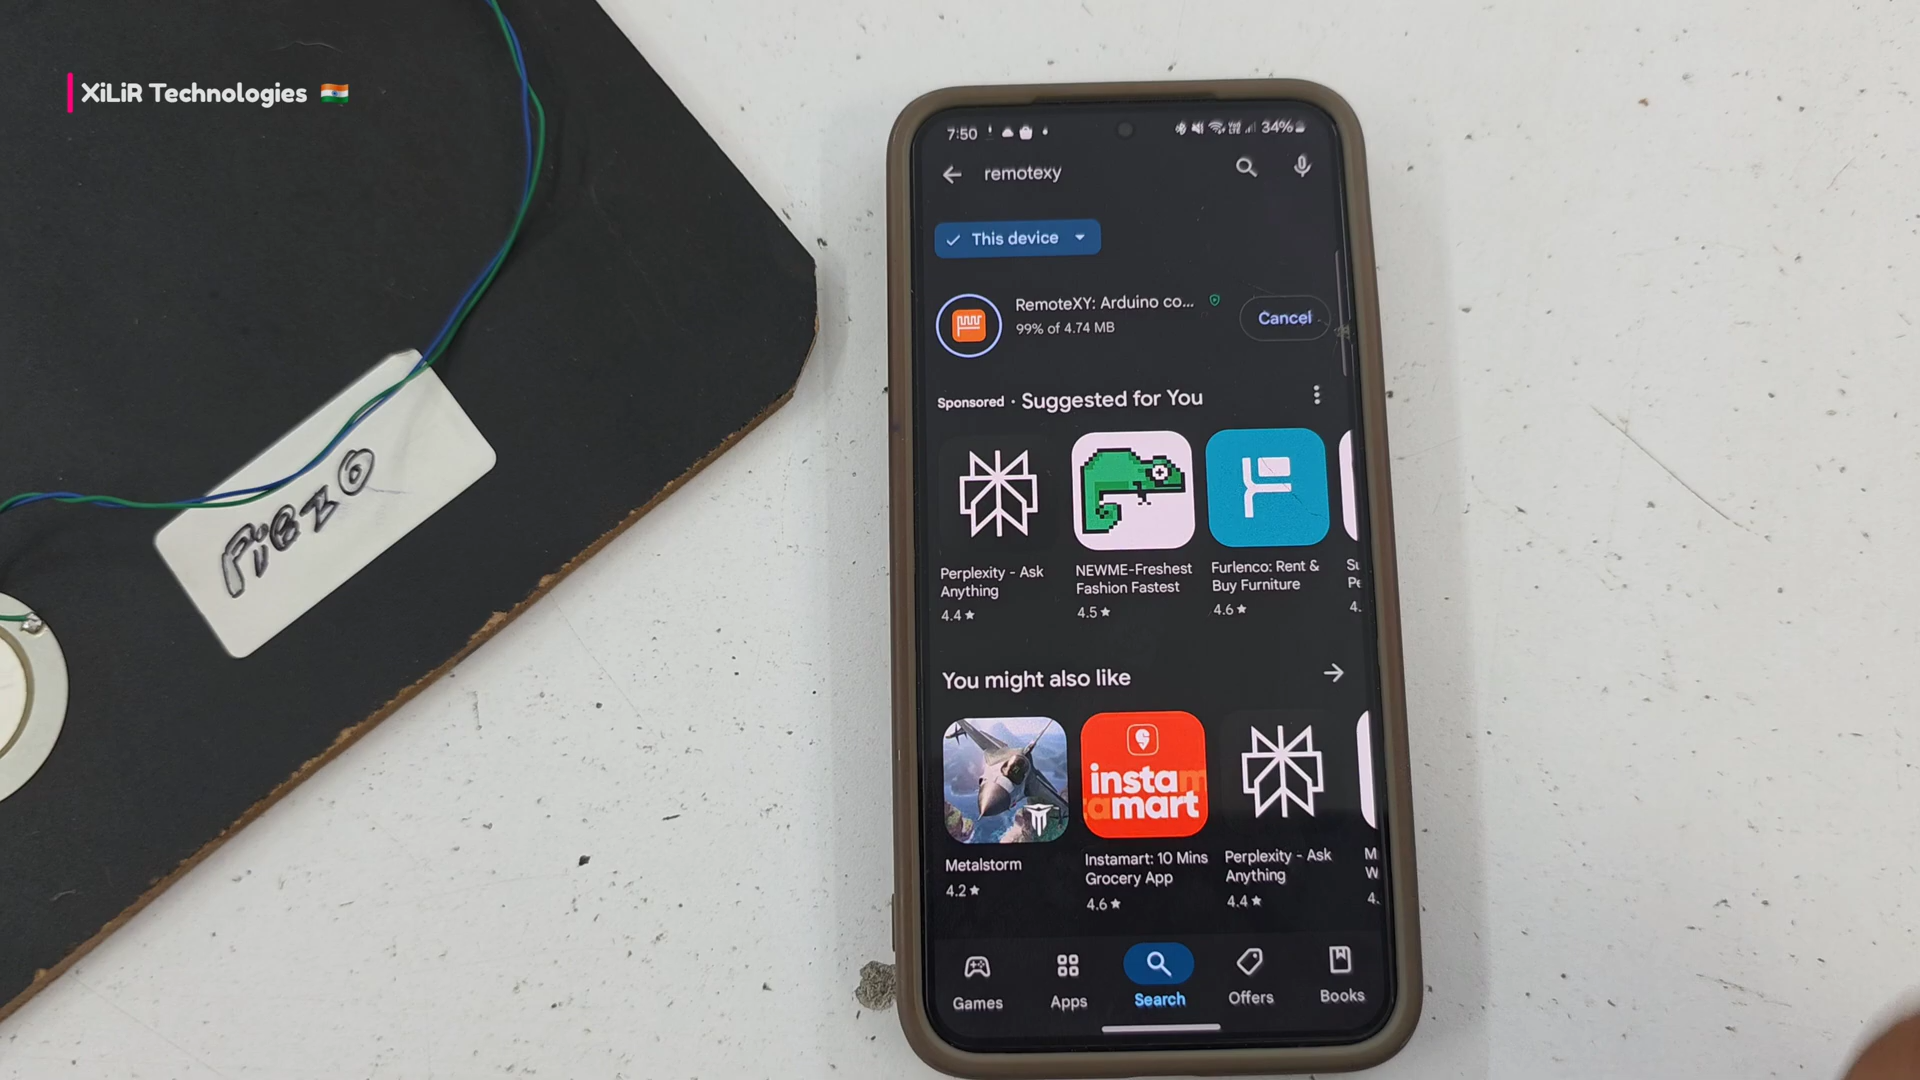 XiLiR Technologies
PiEZO
7:50
34%
remotexy
This device
RemoteXY: Arduino co...
99% of 4.74 MB
Cancel
Sponsored · Suggested for You
Perplexity - Ask Anything
4.4★
NEWME-Freshest Fashion Fastest
4.5★
Furlenco: Rent & Buy Furniture
4.6★
You might also like
insta
mart
Metalstorm
4.2★
Instamart: 10 Mins Grocery App
4.6★
Perplexity - Ask Anything
4.4★
Games
Apps
Search
Offers
Books